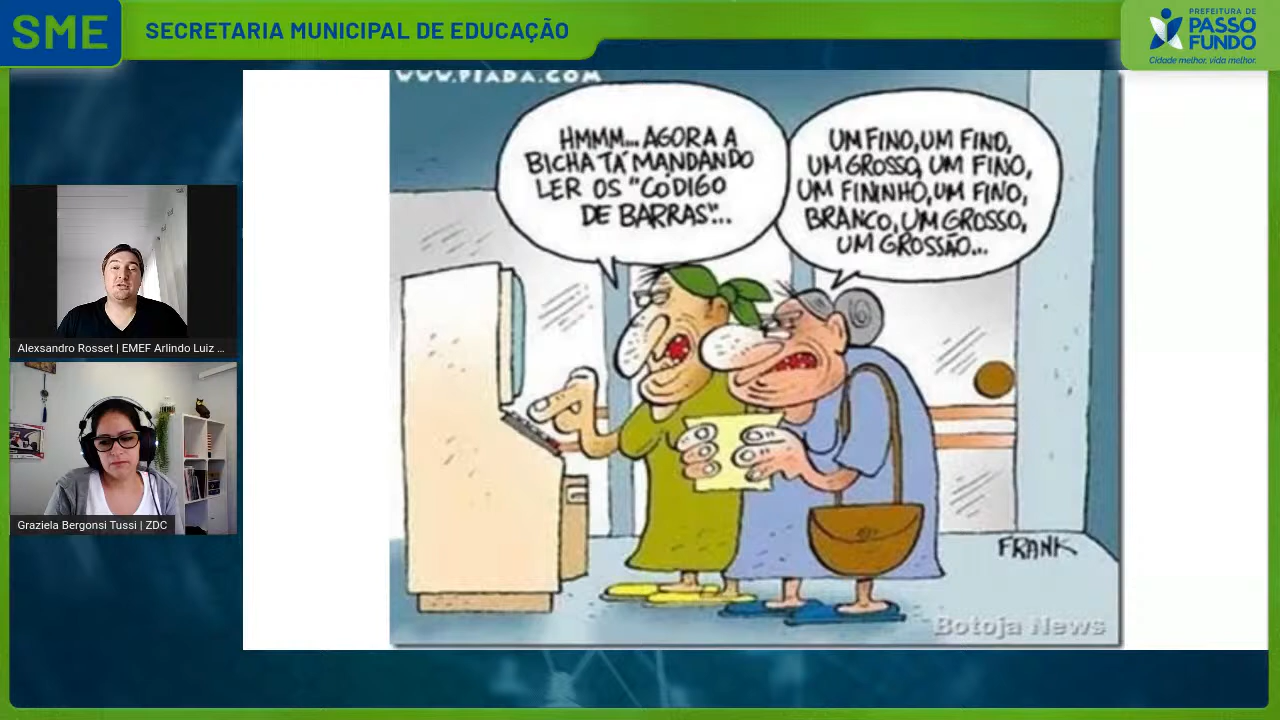 SME
SECRETARIA MUNICIPAL DE EDUCAÇÃO
PREFEITURA DE
PASSO
FUNDO
Cidade melhor, vida melhor.
WWW.PIADA.COM
HMMM... AGORA A
BICHA TÁ MANDANDO
LER OS "CÓDIGO
DE BARRAS"...
UM FINO, UM FINO,
UM GROSSO, UM FINO,
UM FININHO, UM FINO,
BRANCO, UM GROSSO,
UM GROSSÃO...
Alexsandro Rosset | EMEF Arlindo Luiz ...
Graziela Bergonsi Tussi | ZDC
FRANK
Botoja News